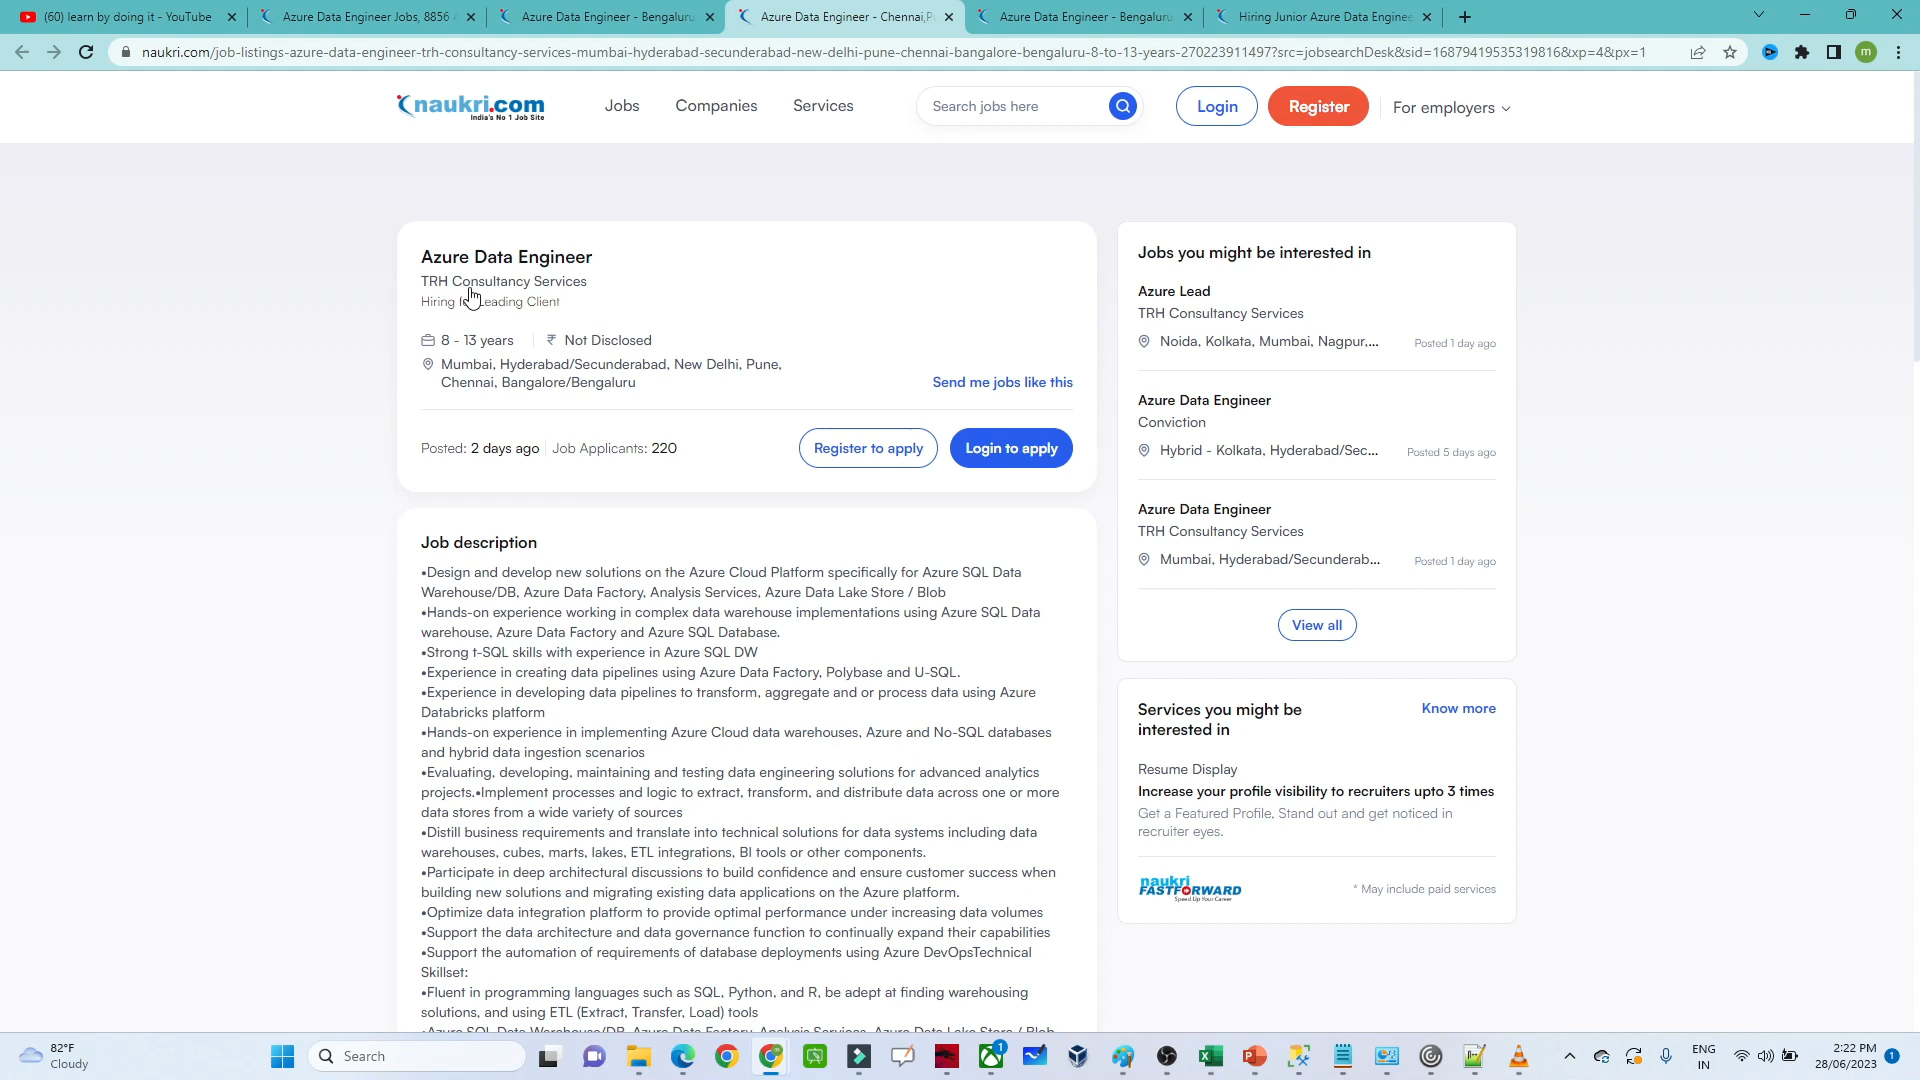 (60) learn by doing it - YouTube
Azure Data Engineer Jobs, 8856
Azure Data Engineer - Bengaluru
Azure Data Engineer - Chennai,P
Azure Data Engineer - Bengaluru
Hiring Junior Azure Data Enginee
naukri.com/job-listings-azure-data-engineer-trh-consultancy-services-mumbai-hyderabad-secunderabad-new-delhi-pune-chennai-bangalore-bengaluru-8-to-13-years-270223911497?src=jobsearchDesk&sid=16879419535319816&xp=4&px=1
m
naukri.com
India's No 1 Job Site
Jobs
Companies
Services
Search jobs here
Login
Register
For employers
Azure Data Engineer
TRH Consultancy Services
Hiring Leading Client
8 - 13 years
₹ Not Disclosed
Mumbai, Hyderabad/Secunderabad, New Delhi, Pune,
Chennai, Bangalore/Bengaluru
Send me jobs like this
Posted: 2 days ago
Job Applicants: 220
Register to apply
Login to apply
Job description
•Design and develop new solutions on the Azure Cloud Platform specifically for Azure SQL Data
Warehouse/DB, Azure Data Factory, Analysis Services, Azure Data Lake Store / Blob
•Hands-on experience working in complex data warehouse implementations using Azure SQL Data
warehouse, Azure Data Factory and Azure SQL Database.
•Strong t-SQL skills with experience in Azure SQL DW
•Experience in creating data pipelines using Azure Data Factory, Polybase and U-SQL.
•Experience in developing data pipelines to transform, aggregate and or process data using Azure
Databricks platform
•Hands-on experience in implementing Azure Cloud data warehouses, Azure and No-SQL databases
and hybrid data ingestion scenarios
•Evaluating, developing, maintaining and testing data engineering solutions for advanced analytics
projects.•Implement processes and logic to extract, transform, and distribute data across one or more
data stores from a wide variety of sources
•Distill business requirements and translate into technical solutions for data systems including data
warehouses, cubes, marts, lakes, ETL integrations, BI tools or other components.
•Participate in deep architectural discussions to build confidence and ensure customer success when
building new solutions and migrating existing data applications on the Azure platform.
•Optimize data integration platform to provide optimal performance under increasing data volumes
•Support the data architecture and data governance function to continually expand their capabilities
•Support the automation of requirements of database deployments using Azure DevOpsTechnical
Skillset:
•Fluent in programming languages such as SQL, Python, and R, be adept at finding warehousing
solutions, and using ETL (Extract, Transfer, Load) tools
•Azure SQL Data Warehouse/DB, Azure Data Factory, Analysis Services, Azure Data Lake Store / Blob
Jobs you might be interested in
Azure Lead
TRH Consultancy Services
Noida, Kolkata, Mumbai, Nagpur,...
Posted 1 day ago
Azure Data Engineer
Conviction
Hybrid - Kolkata, Hyderabad/Sec...
Posted 5 days ago
Azure Data Engineer
TRH Consultancy Services
Mumbai, Hyderabad/Secunderab...
Posted 1 day ago
View all
Services you might be
interested in
Know more
Resume Display
Increase your profile visibility to recruiters upto 3 times
Get a Featured Profile, Stand out and get noticed in
recruiter eyes.
naukri
FASTFORWARD
Speed Up Your Career
* May include paid services
82°F
Cloudy
Search
1
ENG
IN
2:22 PM
28/06/2023
1